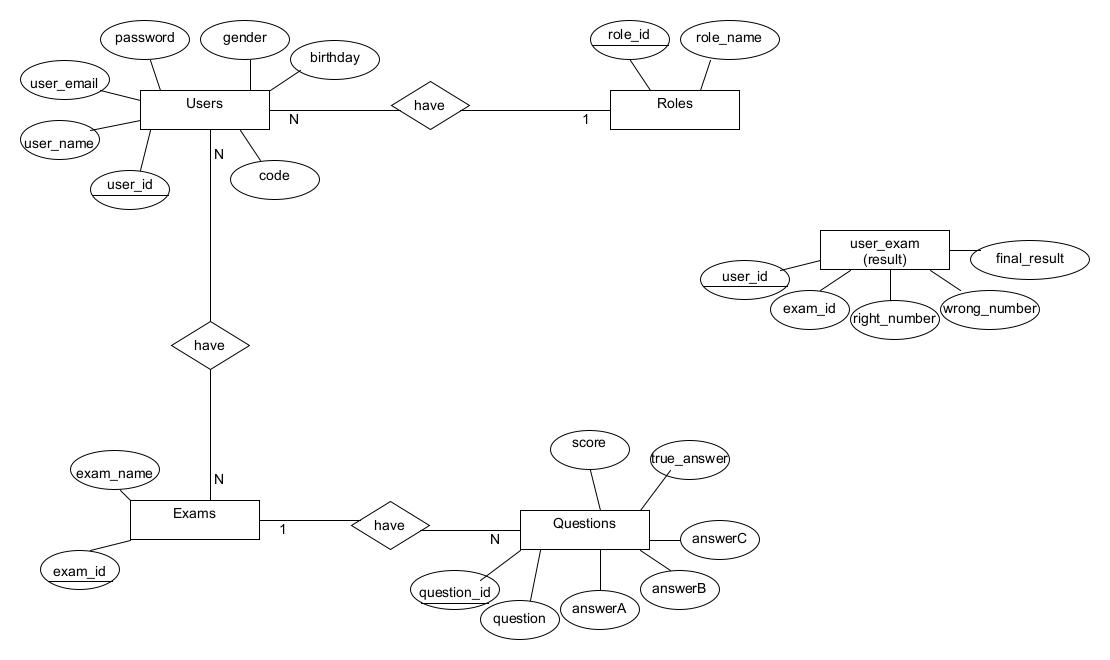 role_id
role_name
password
gender
birthday
user_email
Users
Roles
have
N
1
user_name
N
user_id
code
user_exam
(result)
final_result
user_id
exam_id
right_number
wrong_number
have
score
true_answer
exam_name
N
Exams
have
Questions
1
N
answerC
exam_id
question_id
answerB
answerA
question